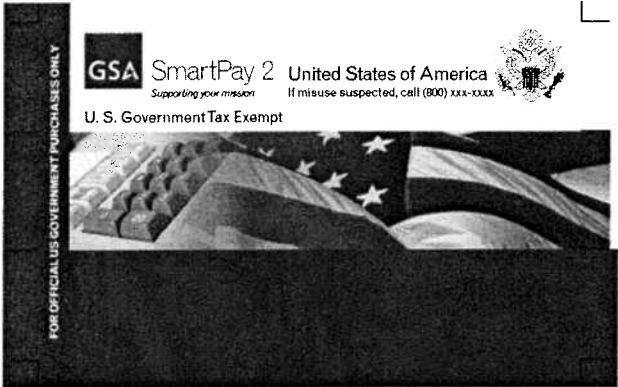 FOR OFFICIAL US GOVERNMENT PURCHASES ONLY
GSA
SmartPay 2
Supporting your mission
United States of America
If misuse suspected, call (800) xxx-xxxx
U. S. Government Tax Exempt